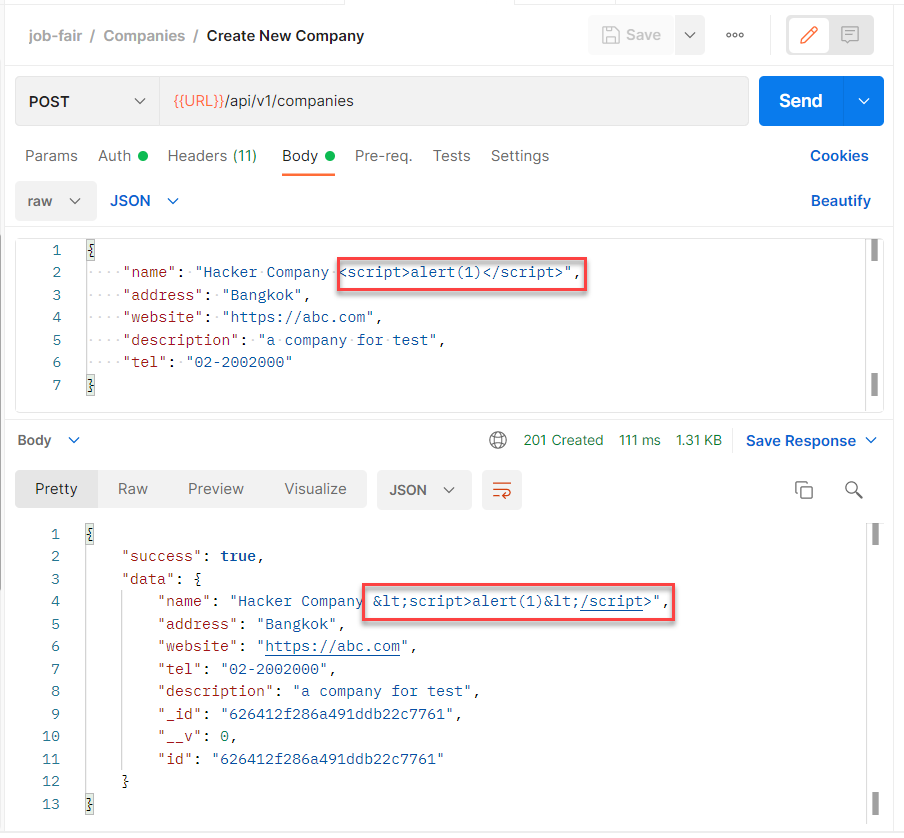 job-fair / Companies / Create New Company Save
POST {{URL}}/api/v1/companies Send
Params Auth Headers (11) Body Pre-req. Tests Settings Cookies
raw JSON Beautify
1 {
2 "name": "Hacker Company <script>alert(1)</script>",
3 "address": "Bangkok",
4 "website": "https://abc.com",
5 "description": "a company for test",
6 "tel": "02-2002000"
7 }
Body 201 Created 111 ms 1.31 KB Save Response
Pretty Raw Preview Visualize JSON
1 {
2 "success": true,
3 "data": {
4 "name": "Hacker Company &lt;script>alert(1)&lt;/script>",
5 "address": "Bangkok",
6 "website": "https://abc.com",
7 "tel": "02-2002000",
8 "description": "a company for test",
9 "_id": "626412f286a491ddb22c7761",
10 "__v": 0,
11 "id": "626412f286a491ddb22c7761"
12 }
13 }